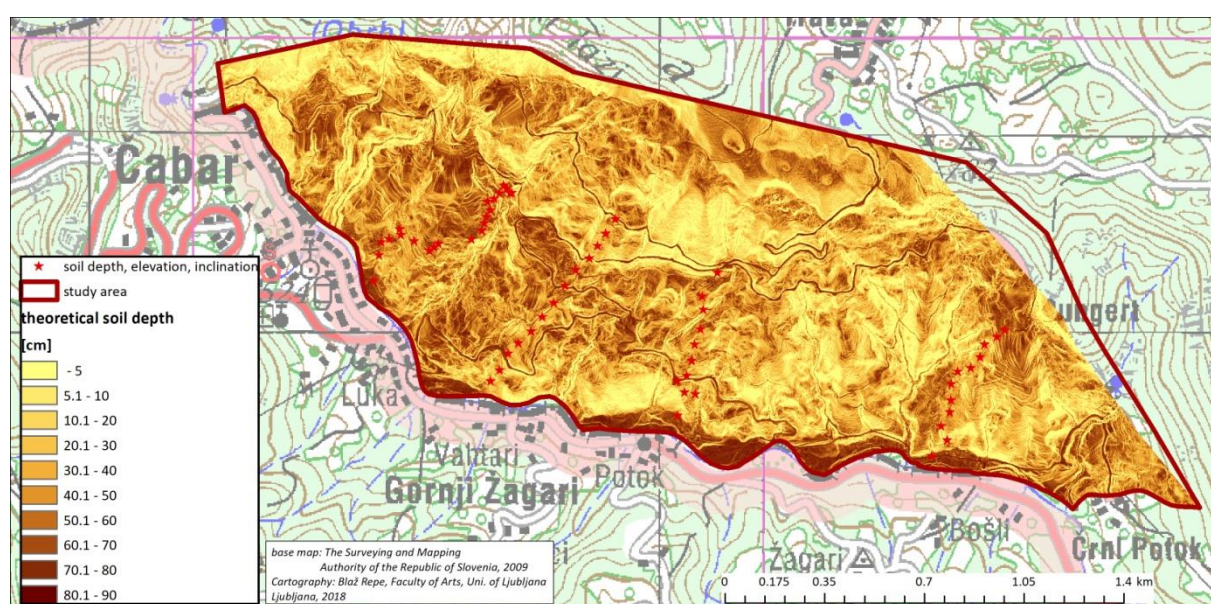 (Obrh)
Čabar
Luka
Vahtari
Gornji Žagari
Potok
Žagari
Bošli
Crni Potok
soil depth, elevation, inclination
study area
theoretical soil depth
[cm]
- 5
5.1 - 10
10.1 - 20
20.1 - 30
30.1 - 40
40.1 - 50
50.1 - 60
60.1 - 70
70.1 - 80
80.1 - 90
base map: The Surveying and Mapping
Authority of the Republic of Slovenia, 2009
Cartography: Blaž Repe, Faculty of Arts, Uni. of Ljubljana
Ljubljana, 2018
0 0.175 0.35 0.7 1.05 1.4 km